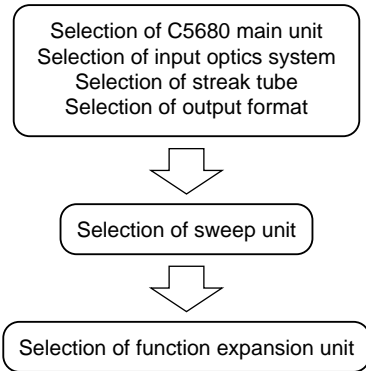 Selection of C5680 main unit
Selection of input optics system
Selection of streak tube
Selection of output format
Selection of sweep unit
Selection of function expansion unit